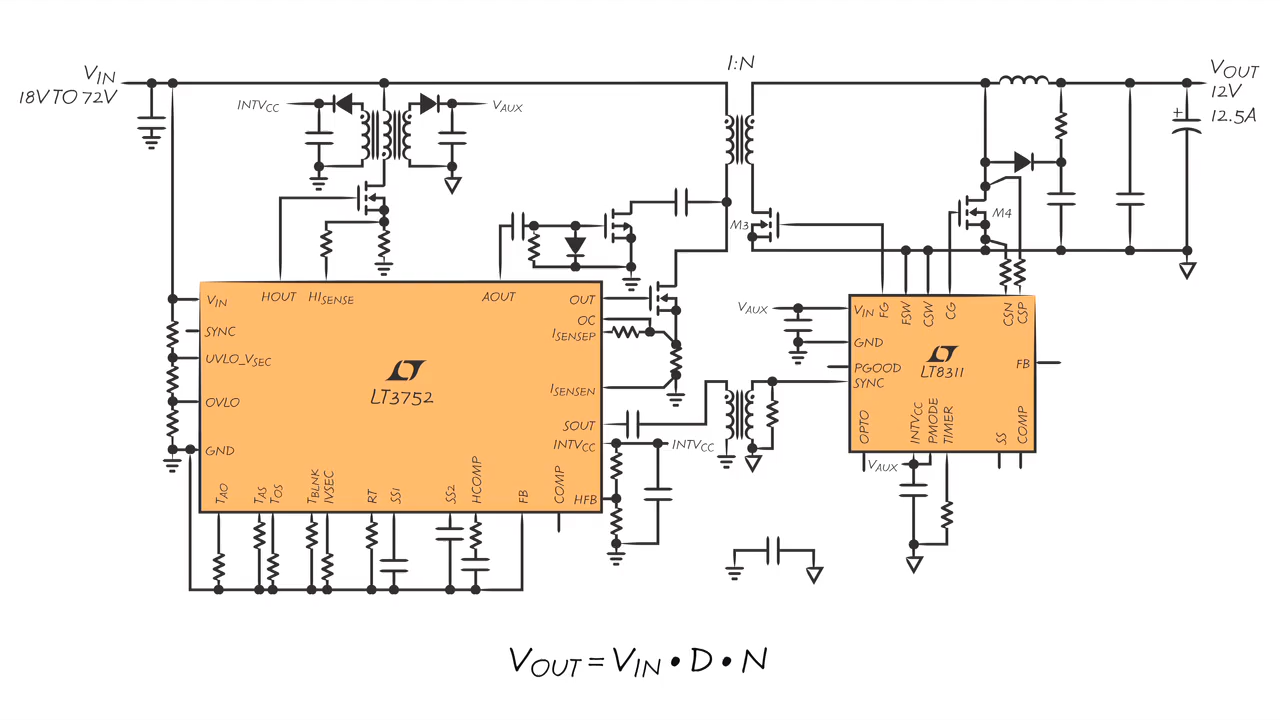 1:N
VIN
18V TO 72V
VOUT
12V
12.5A
+
INTVCC
VAUX
M3
M4
HOUT
HISENSE
AOUT
OUT
OC
ISENSEP
ISENSEN
SOUT
INTVCC
INTVCC
HFB
VIN
SYNC
UVLO_VSEC
OVLO
GND
LT3752
TAO
TAS
TOS
TBLNK
IVSEC
RT
SS1
SS2
HCOMP
FB
COMP
VAUX
VIN
FG
FSW
CSW
CG
CSN
CSP
GND
PGOOD
SYNC
LT8311
FB
OPTO
INTVCC
PMODE
TIMER
SS
COMP
VAUX
VOUT = VIN • D • N